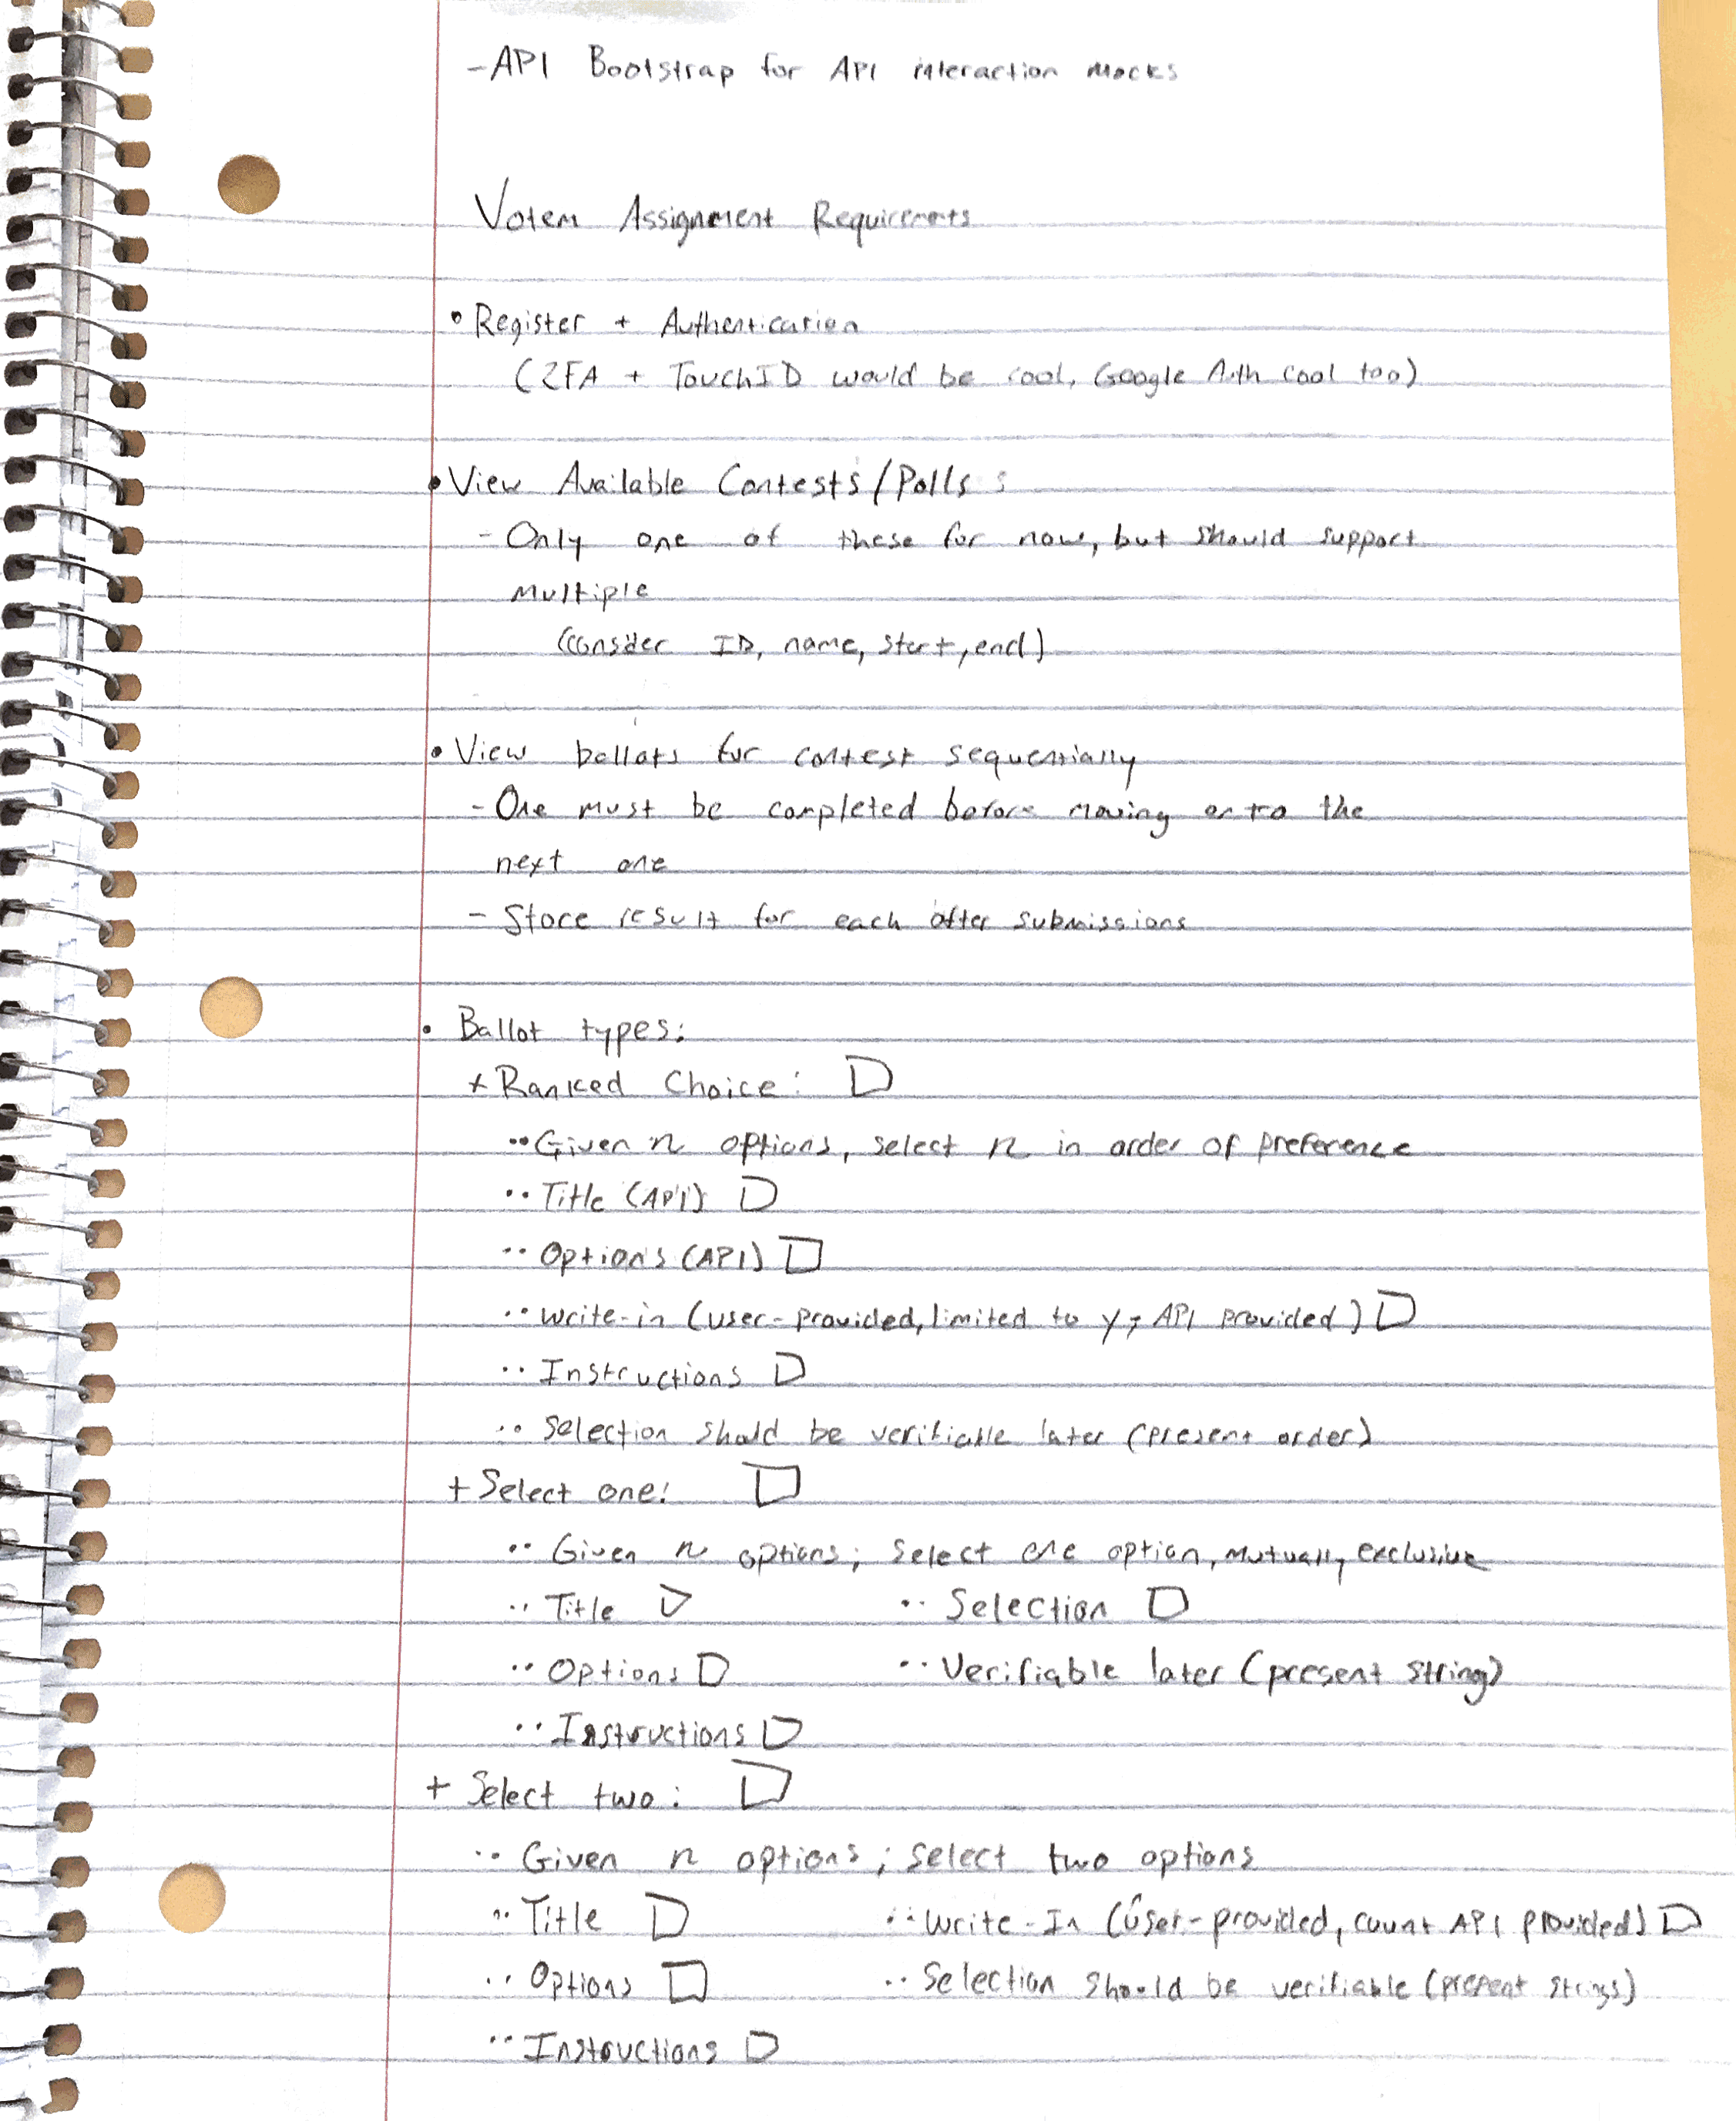 - API Bootstrap for API interaction Mocks
Votem Assignment Requirements
• Register + Authentication
(2FA + TouchID would be cool, Google Auth cool too)
• View Available Contests/Polls :
- Only one of these for now, but should support
multiple
(Consider ID, name, start, end)
• View ballots for contest sequentially
- One must be completed before moving onto the
next one
- Store result for each after submissions
• Ballot types:
+ Ranked Choice:
•• Given n options, select n in order of preference
•• Title (API)
•• Options (API)
•• Write-in (user-provided, limited to y; API provided)
•• Instructions
•• Selection should be verifiable later (present order)
+ Select one:
•• Given n options; select one option, mutually exclusive
•• Title •• Selection
•• Options •• Verifiable later (present string)
•• Instructions
+ Select two:
•• Given n options; select two options
•• Title •• Write-In (User-provided, count API provided)
•• Options •• Selection should be verifiable (present strings)
•• Instructions